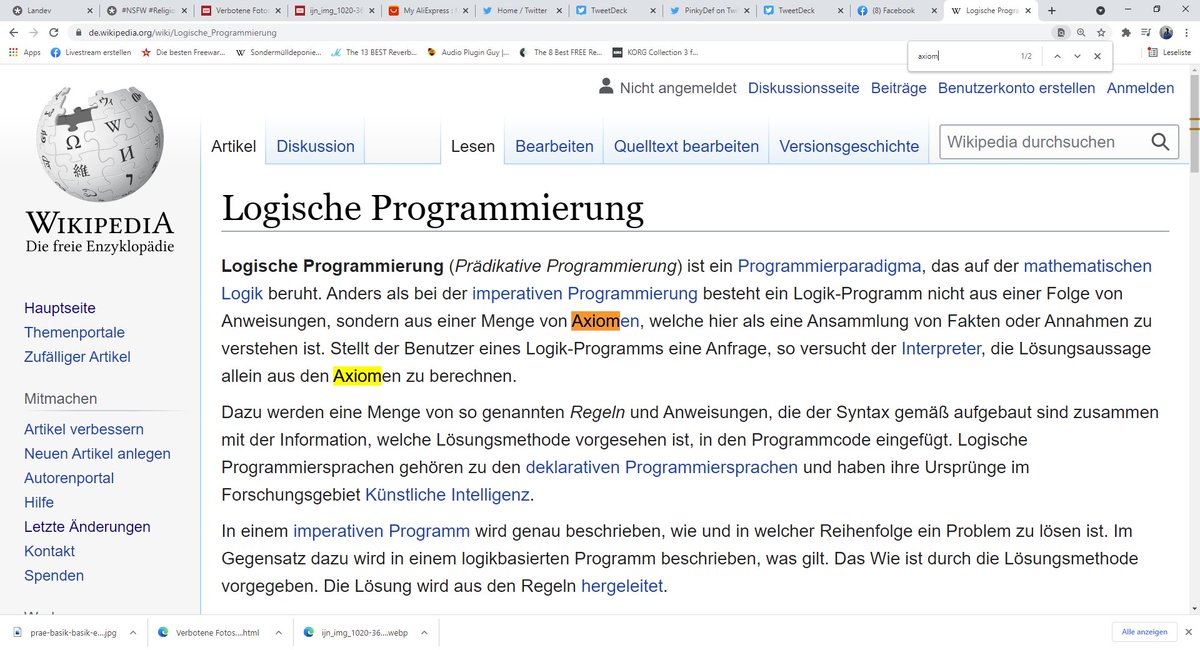 Landev
#NSFW #Religio
Verbotene Fotos
ijn_img_1020-36
My AliExpress :
Home / Twitter
TweetDeck
PinkyDef on Tw
TweetDeck
(8) Facebook
Logische Progra
de.wikipedia.org/wiki/Logische_Programmierung
Apps
Livestream erstellen
Die besten Freewar...
Sondermülldeponie...
The 13 BEST Reverb...
Audio Plugin Guy |...
The 8 Best FREE Re...
KORG Collection 3 f...
Leseliste
axiom
1/2
Nicht angemeldet Diskussionsseite Beiträge Benutzerkonto erstellen Anmelden
Artikel Diskussion Lesen Bearbeiten Quelltext bearbeiten Versionsgeschichte Wikipedia durchsuchen
WIKIPEDIA
Die freie Enzyklopädie
Hauptseite
Themenportale
Zufälliger Artikel
Mitmachen
Artikel verbessern
Neuen Artikel anlegen
Autorenportal
Hilfe
Letzte Änderungen
Kontakt
Spenden
Logische Programmierung
Logische Programmierung (Prädikative Programmierung) ist ein Programmierparadigma, das auf der mathematischen
Logik beruht. Anders als bei der imperativen Programmierung besteht ein Logik-Programm nicht aus einer Folge von
Anweisungen, sondern aus einer Menge von Axiomen, welche hier als eine Ansammlung von Fakten oder Annahmen zu
verstehen ist. Stellt der Benutzer eines Logik-Programms eine Anfrage, so versucht der Interpreter, die Lösungsaussage
allein aus den Axiomen zu berechnen.
Dazu werden eine Menge von so genannten Regeln und Anweisungen, die der Syntax gemäß aufgebaut sind zusammen
mit der Information, welche Lösungsmethode vorgesehen ist, in den Programmcode eingefügt. Logische
Programmiersprachen gehören zu den deklarativen Programmiersprachen und haben ihre Ursprünge im
Forschungsgebiet Künstliche Intelligenz.
In einem imperativen Programm wird genau beschrieben, wie und in welcher Reihenfolge ein Problem zu lösen ist. Im
Gegensatz dazu wird in einem logikbasierten Programm beschrieben, was gilt. Das Wie ist durch die Lösungsmethode
vorgegeben. Die Lösung wird aus den Regeln hergeleitet.
prae-basik-basik-e....jpg
Verbotene Fotos....html
ijn_img_1020-36....webp
Alle anzeigen